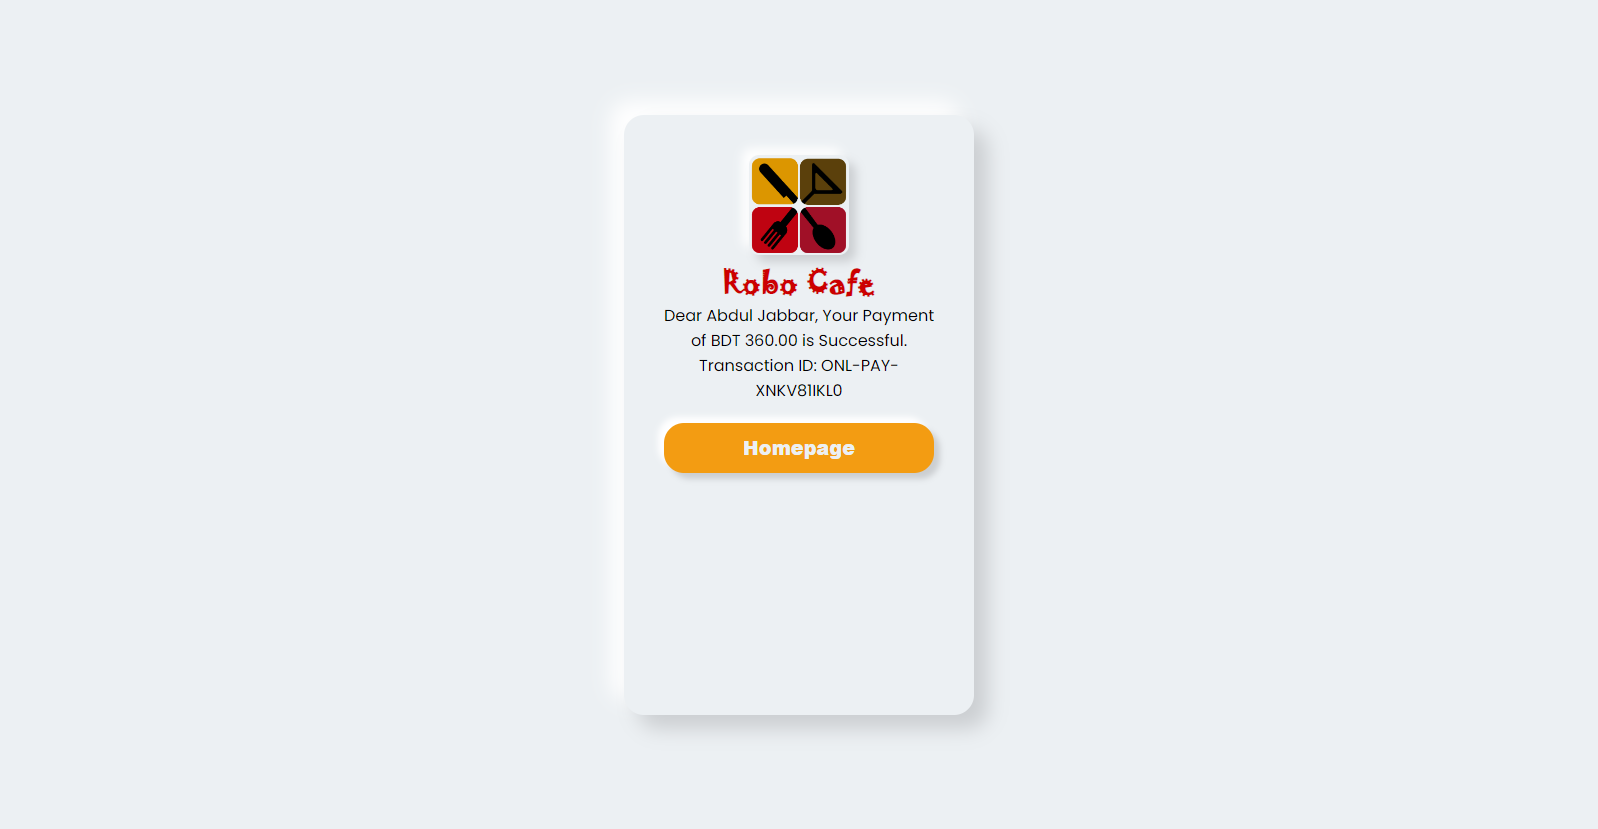 Robo Cafe
Dear Abdul Jabbar, Your Payment
of BDT 360.00 is Successful.
Transaction ID: ONL-PAY-
XNKV81IKL0
Homepage